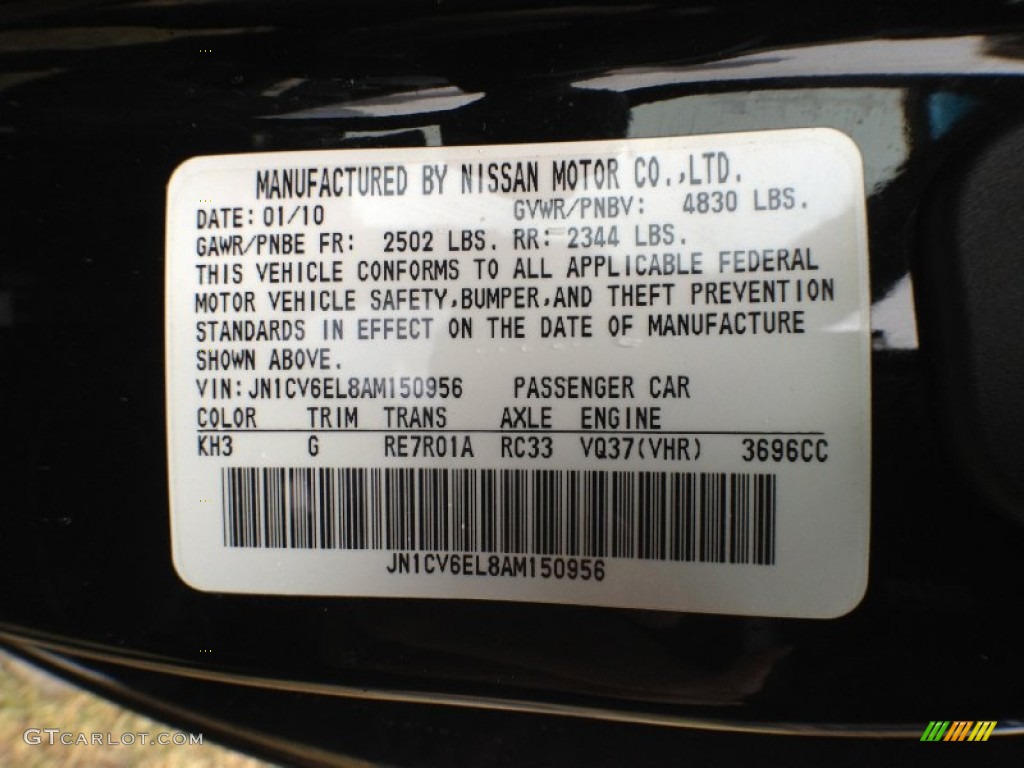 MANUFACTURED BY NISSAN MOTOR CO.,LTD.
DATE: 01/10 GVWR/PNBV: 4830 LBS.
GAWR/PNBE FR: 2502 LBS. RR: 2344 LBS.
THIS VEHICLE CONFORMS TO ALL APPLICABLE FEDERAL
MOTOR VEHICLE SAFETY,BUMPER,AND THEFT PREVENTION
STANDARDS IN EFFECT ON THE DATE OF MANUFACTURE
SHOWN ABOVE.
VIN: JN1CV6EL8AM150956 PASSENGER CAR
COLOR TRIM TRANS AXLE ENGINE
KH3 G RE7R01A RC33 VQ37(VHR) 3696CC
JN1CV6EL8AM150956
GTCARLOT.COM